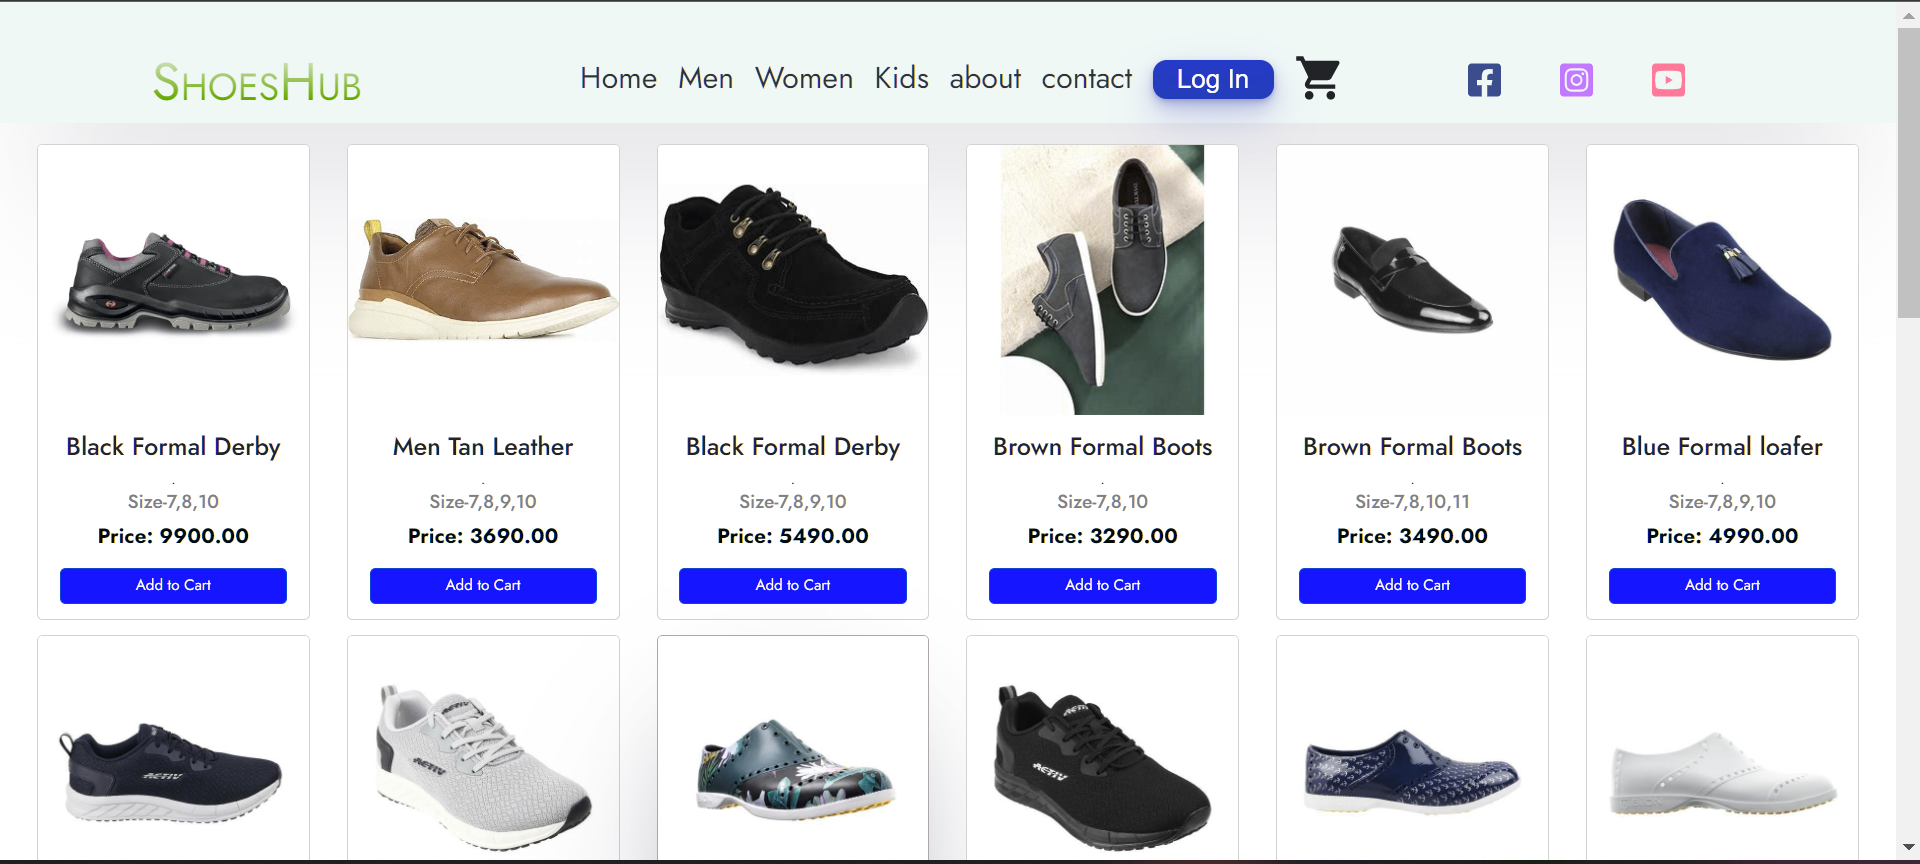 SHOESHUB
Home Men Women Kids about contact Log In
Black Formal Derby
.
Size-7,8,10
Price: 9900.00
Add to Cart
Men Tan Leather
.
Size-7,8,9,10
Price: 3690.00
Add to Cart
Black Formal Derby
.
Size-7,8,9,10
Price: 5490.00
Add to Cart
Brown Formal Boots
.
Size-7,8,10
Price: 3290.00
Add to Cart
Brown Formal Boots
.
Size-7,8,10,11
Price: 3490.00
Add to Cart
Blue Formal loafer
.
Size-7,8,9,10
Price: 4990.00
Add to Cart
ACTIV
ACTIV
ACTIV